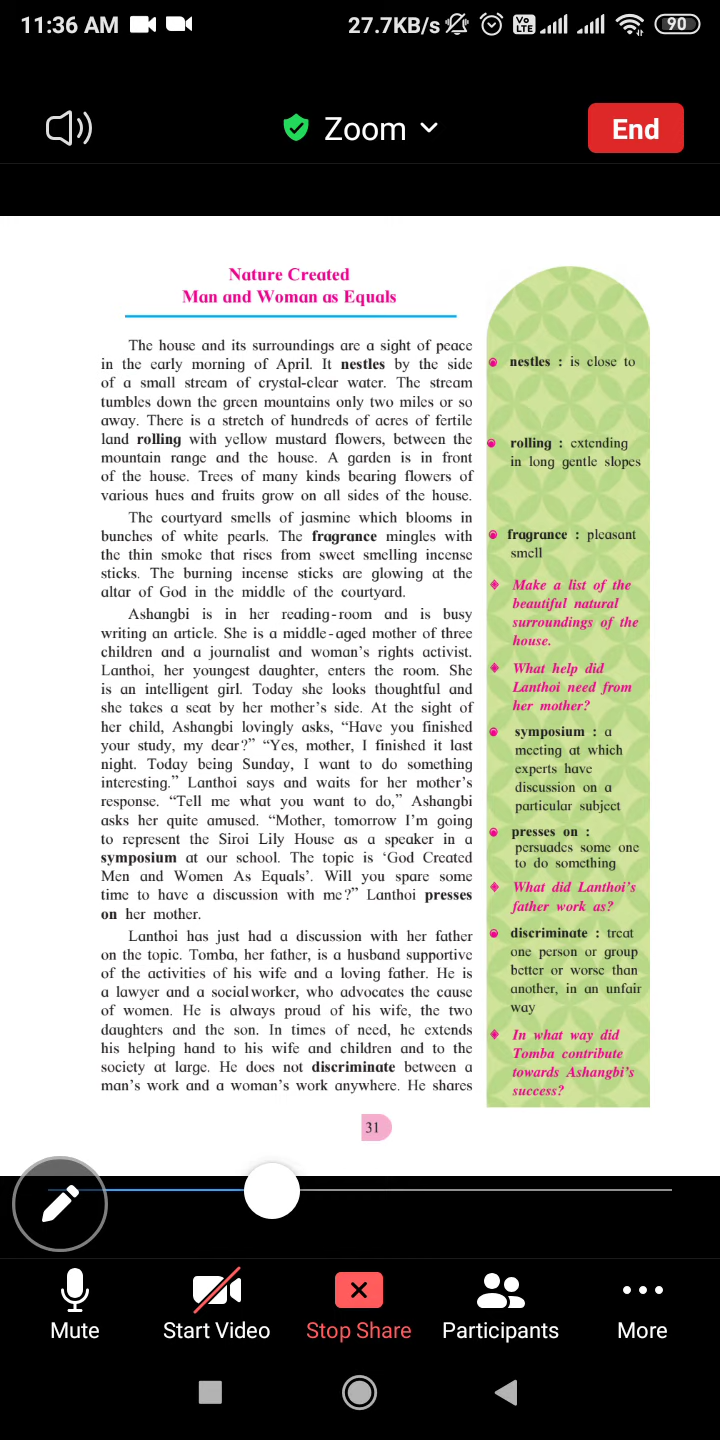 11:36 AM
27.7KB/s
Vo
LTE
90
Zoom
End
Nature Created
Man and Woman as Equals
The house and its surroundings are a sight of peace
in the early morning of April. It nestles by the side
of a small stream of crystal-clear water. The stream
tumbles down the green mountains only two miles or so
away. There is a stretch of hundreds of acres of fertile
land rolling with yellow mustard flowers, between the
mountain range and the house. A garden is in front
of the house. Trees of many kinds bearing flowers of
various hues and fruits grow on all sides of the house.
The courtyard smells of jasmine which blooms in
bunches of white pearls. The fragrance mingles with
the thin smoke that rises from sweet smelling incense
sticks. The burning incense sticks are glowing at the
altar of God in the middle of the courtyard.
Ashangbi is in her reading-room and is busy
writing an article. She is a middle-aged mother of three
children and a journalist and woman's rights activist.
Lanthoi, her youngest daughter, enters the room. She
is an intelligent girl. Today she looks thoughtful and
she takes a seat by her mother's side. At the sight of
her child, Ashangbi lovingly asks, “Have you finished
your study, my dear?” “Yes, mother, I finished it last
night. Today being Sunday, I want to do something
interesting.” Lanthoi says and waits for her mother's
response. “Tell me what you want to do,” Ashangbi
asks her quite amused. “Mother, tomorrow I'm going
to represent the Siroi Lily House as a speaker in a
symposium at our school. The topic is ‘God Created
Men and Women As Equals’. Will you spare some
time to have a discussion with me?” Lanthoi presses
on her mother.
Lanthoi has just had a discussion with her father
on the topic. Tomba, her father, is a husband supportive
of the activities of his wife and a loving father. He is
a lawyer and a socialworker, who advocates the cause
of women. He is always proud of his wife, the two
daughters and the son. In times of need, he extends
his helping hand to his wife and children and to the
society at large. He does not discriminate between a
man's work and a woman's work anywhere. He shares
nestles : is close to
rolling : extending
in long gentle slopes
fragrance : pleasant
smell
Make a list of the
beautiful natural
surroundings of the
house.
What help did
Lanthoi need from
her mother?
symposium : a
meeting at which
experts have
discussion on a
particular subject
presses on :
persuades some one
to do something
What did Lanthoi's
father work as?
discriminate : treat
one person or group
better or worse than
another, in an unfair
way
In what way did
Tomba contribute
towards Ashangbi's
success?
31
Mute
Start Video
Stop Share
Participants
More